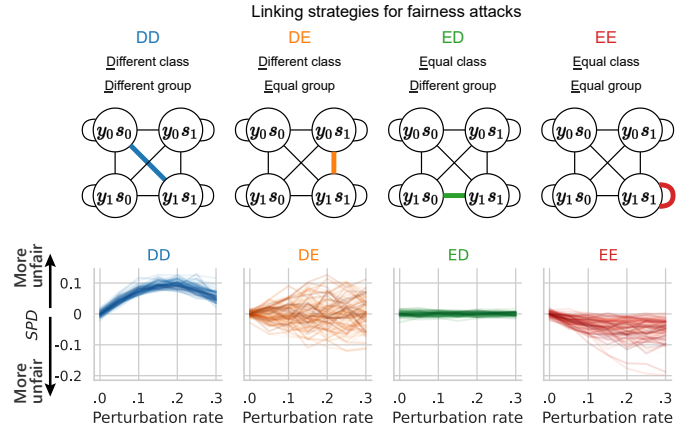 Linking strategies for fairness attacks
DD DE ED EE
Different class Different class Equal class Equal class
Different group Equal group Different group Equal group
y0 s0 y0 s1 y0 s0 y0 s1 y0 s0 y0 s1 y0 s0 y0 s1
y1 s0 y1 s1 y1 s0 y1 s1 y1 s0 y1 s1 y1 s0 y1 s1
DD DE ED EE
More unfair
SPD
More unfair
0.1
0
-0.1
-0.2
.0 .1 .2 .3 .0 .1 .2 .3 .0 .1 .2 .3 .0 .1 .2 .3
Perturbation rate Perturbation rate Perturbation rate Perturbation rate